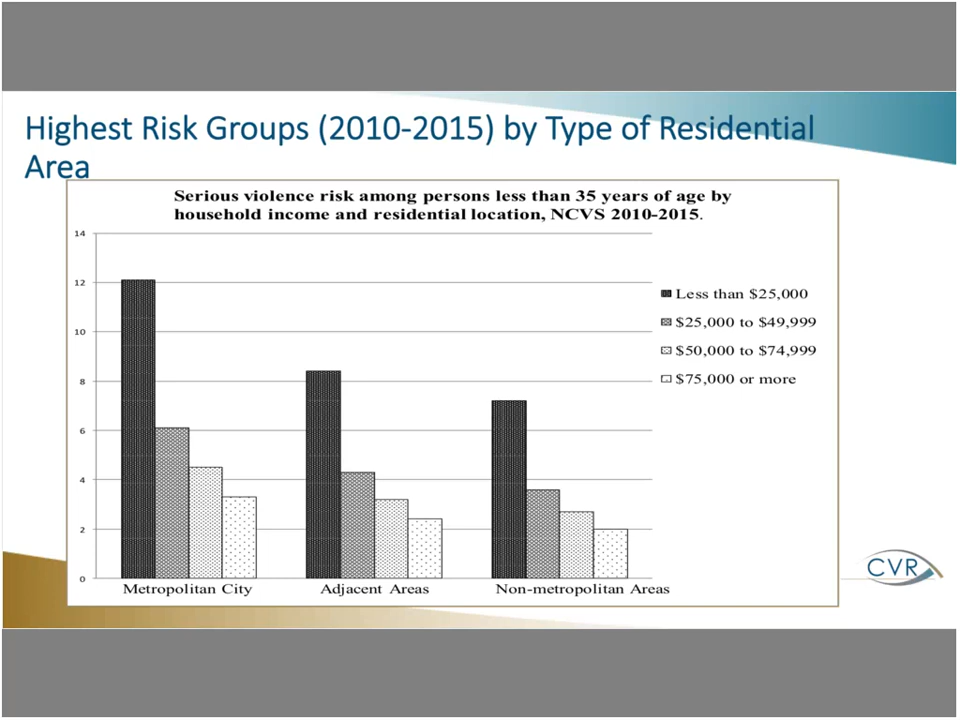 Highest Risk Groups (2010-2015) by Type of Residential
Area
Serious violence risk among persons less than 35 years of age by
household income and residential location, NCVS 2010-2015.
14
12
10
8
6
4
2
0
Less than $25,000
$25,000 to $49,999
$50,000 to $74,999
$75,000 or more
Metropolitan City
Adjacent Areas
Non-metropolitan Areas
CVR